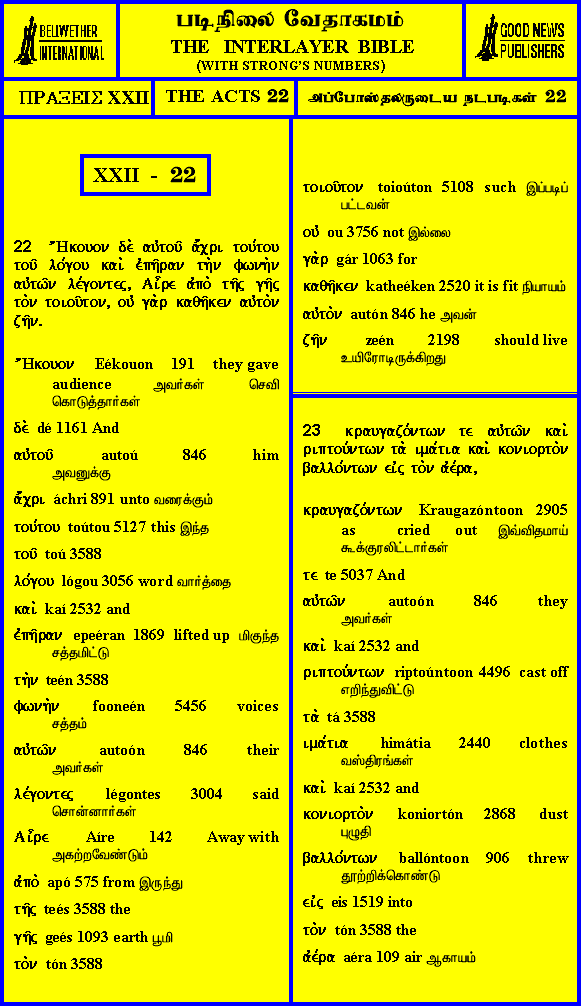 BELLWETHER
INTERNATIONAL
படிநிலை வேதாகமம்
THE INTERLAYER BIBLE
(WITH STRONG'S NUMBERS)
GOOD NEWS
PUBLISHERS
ΠΡΑΞΕΙΣ XXII
THE ACTS 22
அப்போஸ்தலருடைய நடபடிகள் 22
XXII - 22
22 Ἤκουον δὲ αὐτοῦ ἄχρι τούτου
τοῦ λόγου καὶ ἐπῆραν τὴν φωνὴν
αὐτῶν λέγοντες, Αἶρε ἀπὸ τῆς γῆς
τὸν τοιοῦτον, οὐ γὰρ καθῆκεν αὐτὸν
ζῆν.
Ἤκουον Eékouon 191 they gave
audience அவர்கள் செவி
கொடுத்தார்கள்
δὲ dé 1161 And
αὐτοῦ autoú 846 him
அவனுக்கு
ἄχρι áchri 891 unto வரைக்கும்
τούτου toútou 5127 this இந்த
τοῦ toú 3588
λόγου lógou 3056 word வார்த்தை
καὶ kaí 2532 and
ἐπῆραν epeéran 1869 lifted up மிகுந்த
சத்தமிட்டு
τὴν teén 3588
φωνὴν fooneén 5456 voices
சத்தம்
αὐτῶν autoón 846 their
அவர்கள்
λέγοντες légontes 3004 said
சொன்னார்கள்
Αἶρε Aíre 142 Away with
அகற்றவேண்டும்
ἀπὸ apó 575 from இருந்து
τῆς teés 3588 the
γῆς geés 1093 earth பூமி
τὸν tón 3588
τοιοῦτον toioúton 5108 such இப்படிப்
பட்டவன்
οὐ ou 3756 not இல்லை
γὰρ gár 1063 for
καθῆκεν katheéken 2520 it is fit நியாயம்
αὐτὸν autón 846 he அவன்
ζῆν zeén 2198 should live
உயிரோடிருக்கிறது
23 κραυγαζόντων τε αὐτῶν καὶ
ριπτούντων τὰ ιμάτια καὶ κονιορτὸν
βαλλόντων εἰς τὸν ἀέρα,
κραυγαζόντων Kraugazóntoon 2905
as cried out இவ்விதமாய்
கூக்குரலிட்டார்கள்
τε te 5037 And
αὐτῶν autoón 846 they
அவர்கள்
καὶ kaí 2532 and
ριπτούντων riptoúntoon 4496 cast off
எறிந்துவிட்டு
τὰ tá 3588
ιμάτια himátia 2440 clothes
வஸ்திரங்கள்
καὶ kaí 2532 and
κονιορτὸν koniortón 2868 dust
புழுதி
βαλλόντων ballóntoon 906 threw
தூற்றிக்கொண்டு
εἰς eis 1519 into
τὸν tón 3588 the
ἀέρα aéra 109 air ஆகாயம்